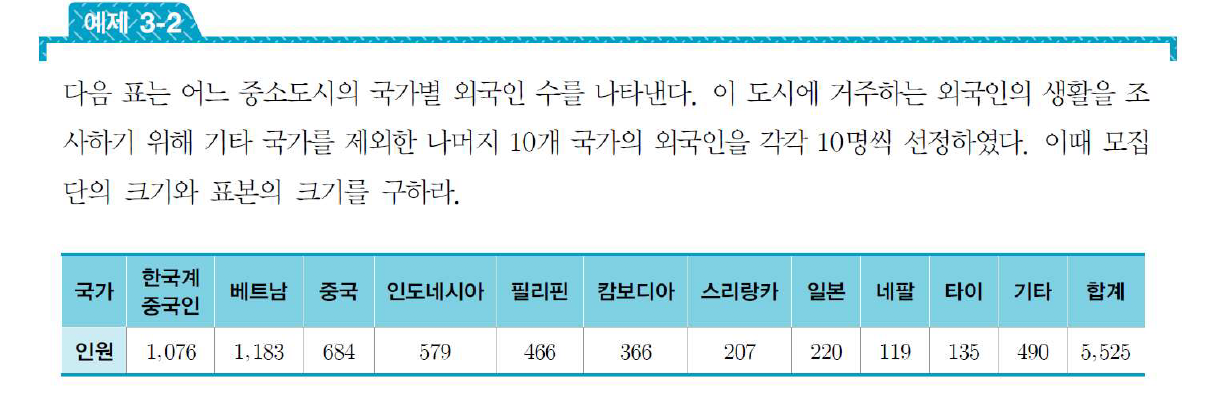 예제 3-2
다음 표는 어느 중소도시의 국가별 외국인 수를 나타낸다. 이 도시에 거주하는 외국인의 생활을 조
사하기 위해 기타 국가를 제외한 나머지 10개 국가의 외국인을 각각 10명씩 선정하였다. 이때 모집
단의 크기와 표본의 크기를 구하라.
국가 한국계 중국인 베트남 중국 인도네시아 필리핀 캄보디아 스리랑카 일본 네팔 타이 기타 합계
인원 1,076 1,183 684 579 466 366 207 220 119 135 490 5,525